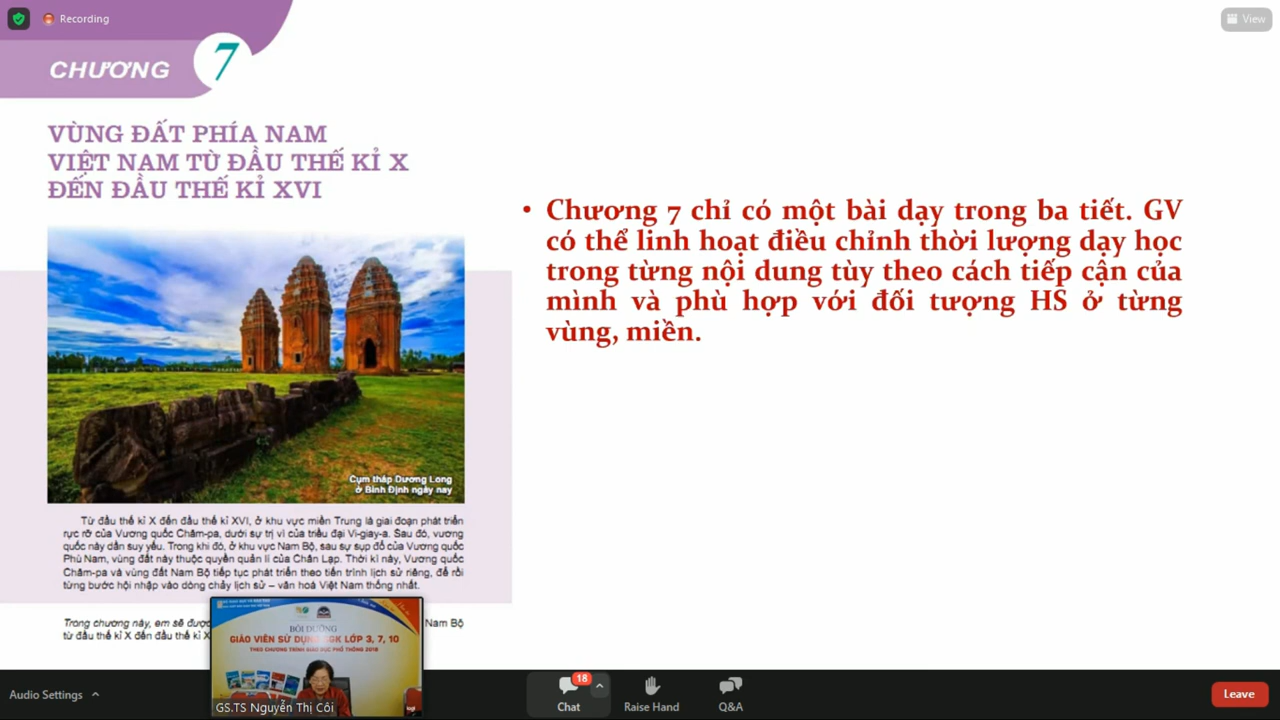 Recording
View
CHƯƠNG 7
VÙNG ĐẤT PHÍA NAM
VIỆT NAM TỪ ĐẦU THẾ KỈ X
ĐẾN ĐẦU THẾ KỈ XVI
• Chương 7 chỉ có một bài dạy trong ba tiết. GV
có thể linh hoạt điều chỉnh thời lượng dạy học
trong từng nội dung tùy theo cách tiếp cận của
mình và phù hợp với đối tượng HS ở từng
vùng, miền.
Cụm tháp Dương Long
ở Bình Định ngày nay
Từ đầu thế kỉ X đến đầu thế kỉ XVI, ở khu vực miền Trung là giai đoạn phát triển
rực rỡ của Vương quốc Chăm-pa, dưới sự trị vì của triều đại Vi-giay-a. Sau đó, vương
quốc này dần suy yếu. Trong khi đó, ở khu vực Nam Bộ, sau sự sụp đổ của Vương quốc
Phù Nam, vùng đất này thuộc quyền quản lí của Chân Lạp. Thời kì này, Vương quốc
Chăm-pa và vùng đất Nam Bộ tiếp tục phát triển theo tiến trình lịch sử riêng, để rồi
từng bước hội nhập vào dòng chảy lịch sử – văn hoá Việt Nam thống nhất.
Trong chương này, em sẽ được Nam Bộ
từ đầu thế kỉ X đến đầu thế kỉ X
BỒI DƯỠNG
GIÁO VIÊN SỬ DỤNG SGK LỚP 3, 7, 10
THEO CHƯƠNG TRÌNH GIÁO DỤC PHỔ THÔNG 2018
GS.TS Nguyễn Thị Côi
Audio Settings
18
Chat
Raise Hand
Q&A
Leave